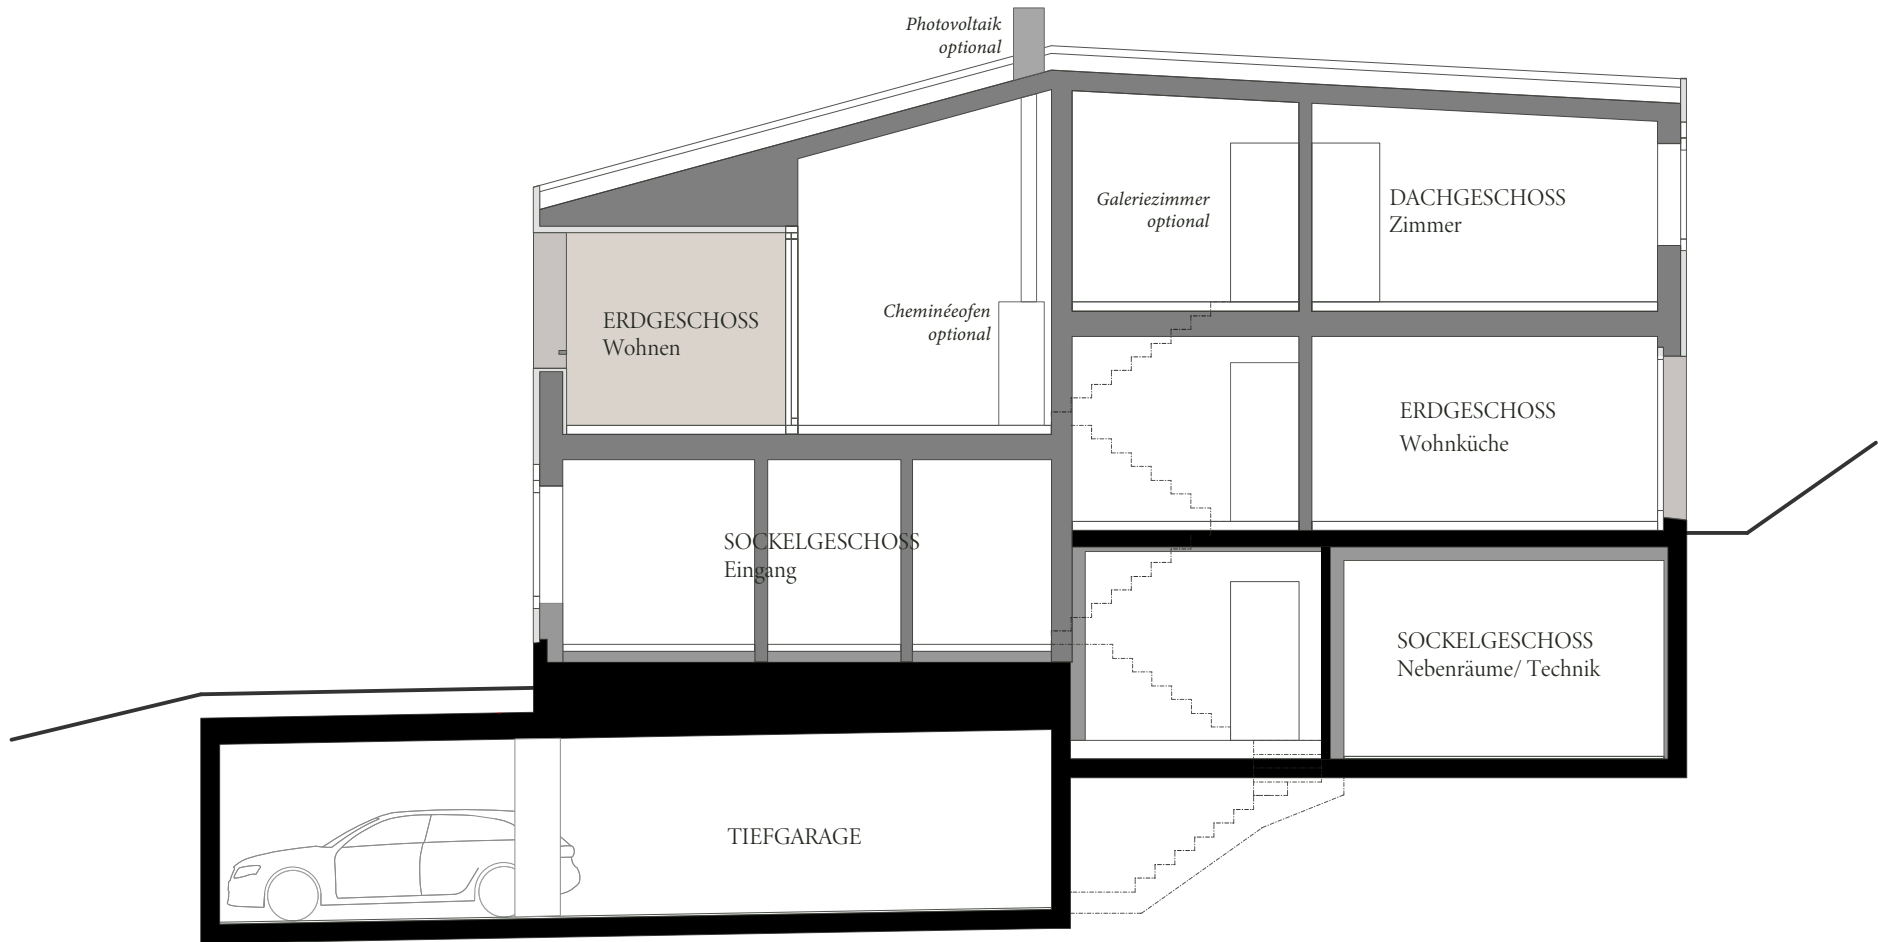 Photovoltaik
optional
Galeriezimmer
optional
DACHGESCHOSS
Zimmer
ERDGESCHOSS
Wohnen
Cheminéeofen
optional
ERDGESCHOSS
Wohnküche
SOCKELGESCHOSS
Eingang
SOCKELGESCHOSS
Nebenräume/ Technik
TIEFGARAGE